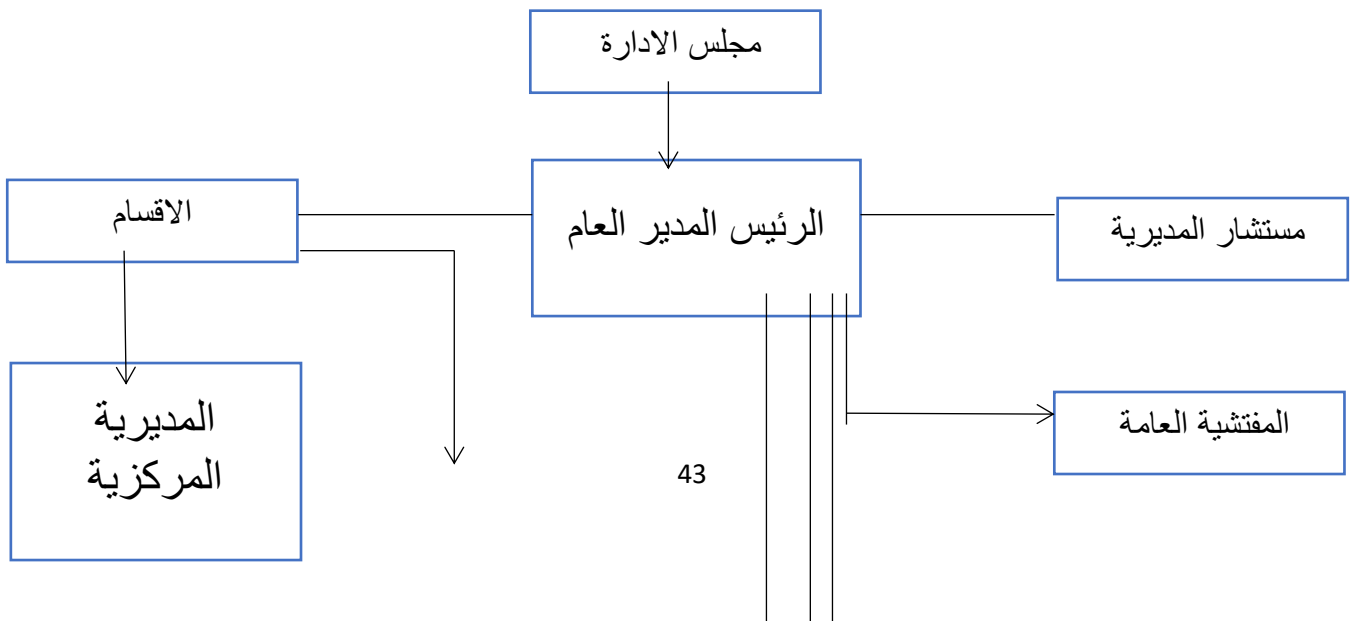 مجلس الادارة
الرئيس المدير العام
مستشار المديرية
الاقسام
المفتشية العامة
المديرية
المركزية
43